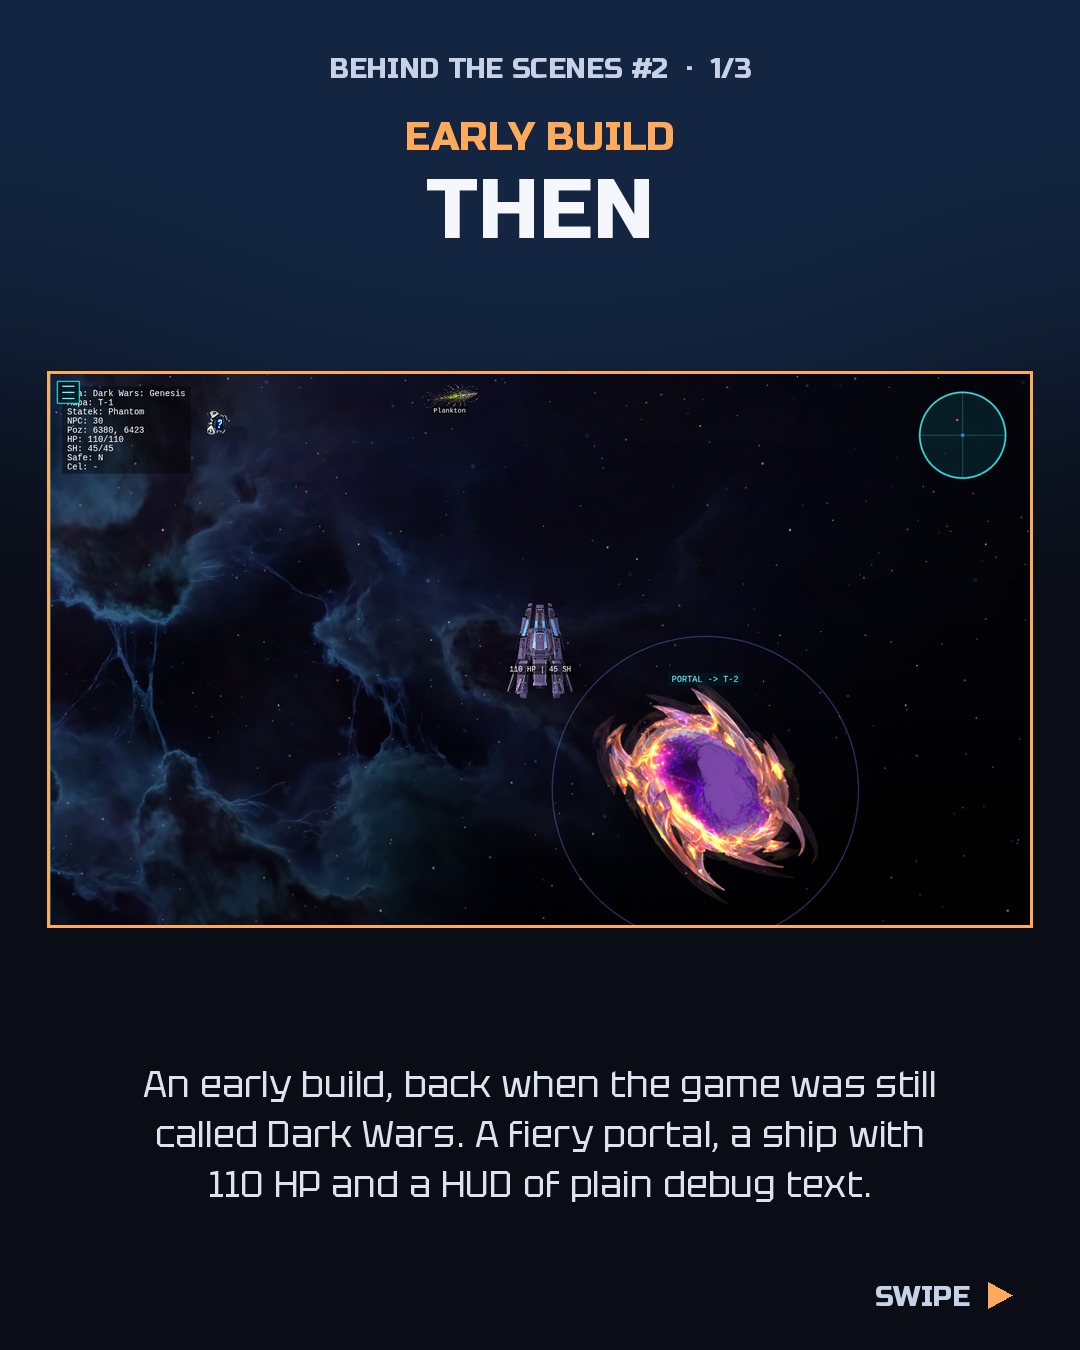 BEHIND THE SCENES #2 · 1/3
EARLY BUILD
THEN
Dark Wars: Genesis
T-1
Statek: Phantom
NPC: 30
Poz: 6380, 6423
HP: 110/110
SH: 45/45
Safe: N
Cel: -
?
Plankton
110 HP | 45 SH
PORTAL -> T-2
An early build, back when the game was still
called Dark Wars. A fiery portal, a ship with
110 HP and a HUD of plain debug text.
SWIPE